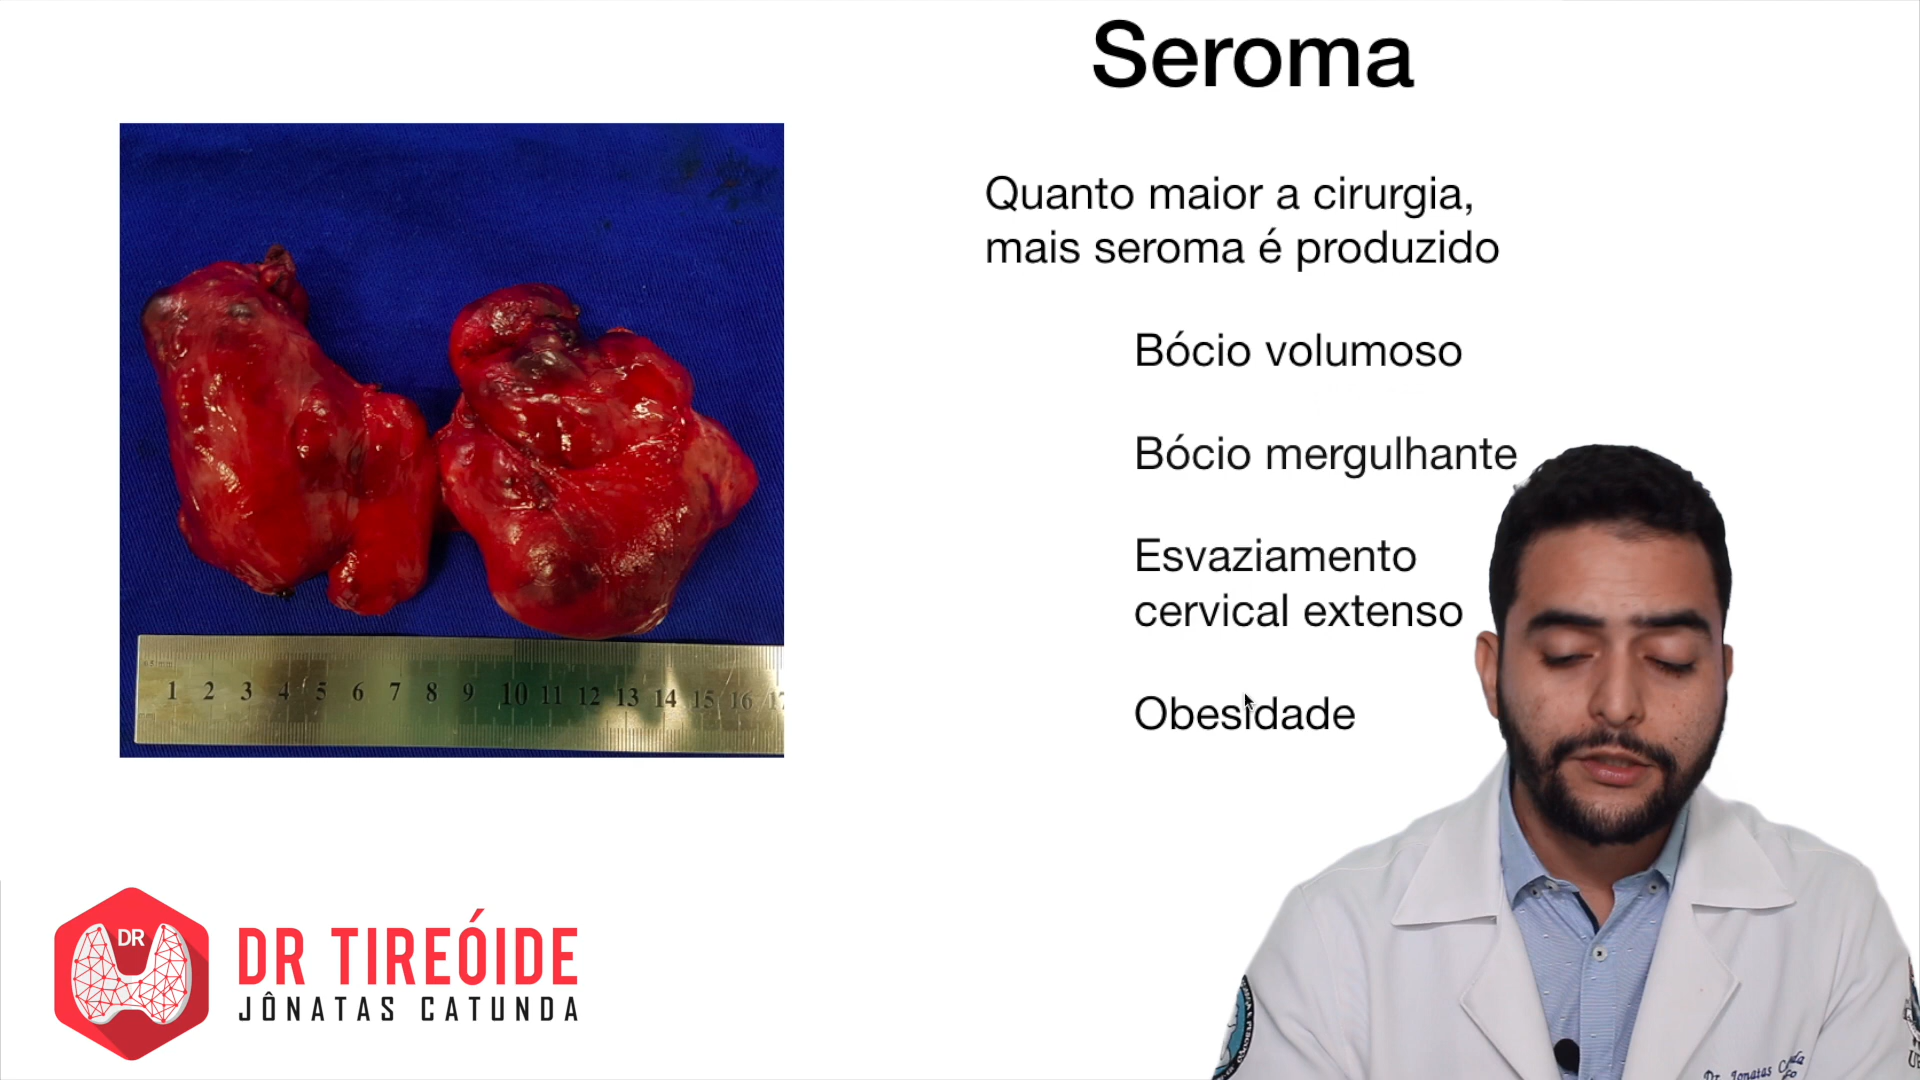 Seroma
Quanto maior a cirurgia,
mais seroma é produzido
Bócio volumoso
Bócio mergulhante
Esvaziamento
cervical extenso
Obesidade
1 2 3 4 5 6 7 8 9 10 11 12 13 14 15 16
DR
DR TIREÓIDE
JÔNATAS CATUNDA